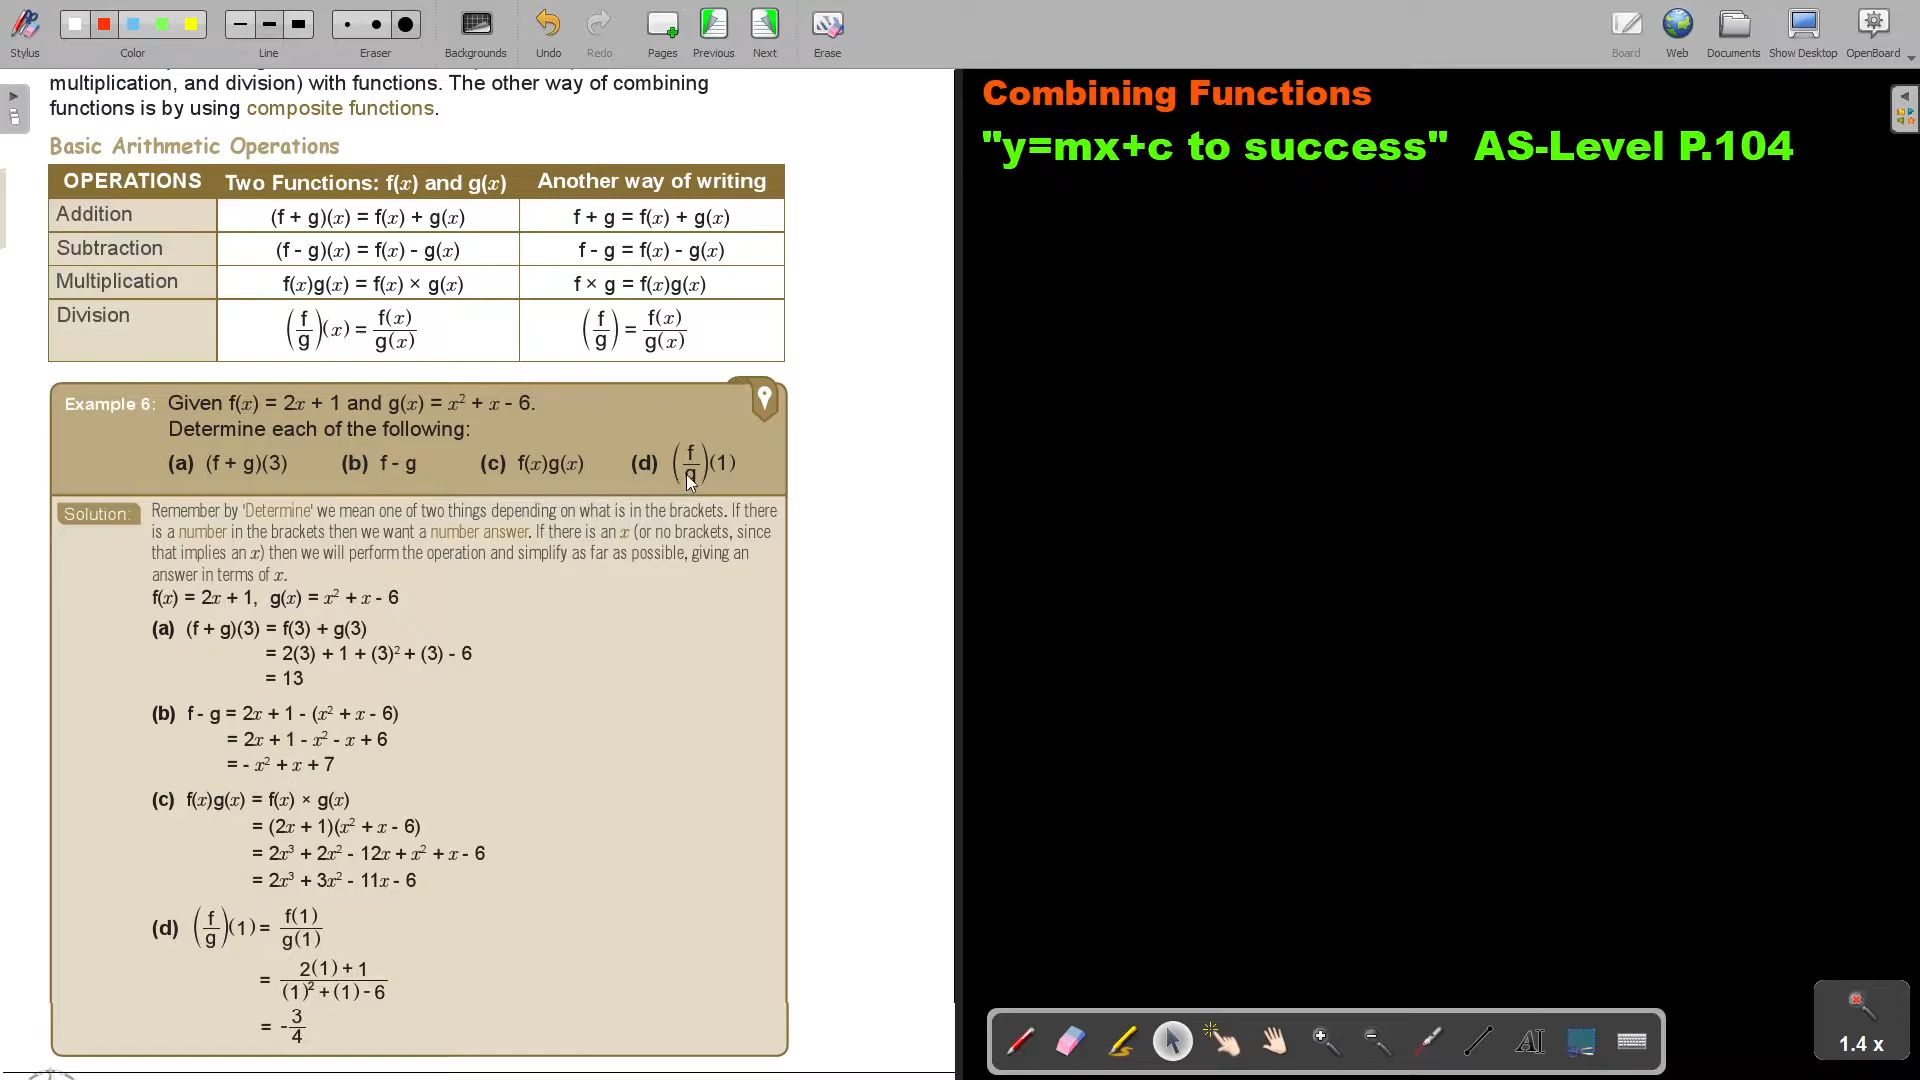 Stylus
Color
Line
Eraser
Backgrounds
Undo
Redo
Pages
Previous
Next
Erase
Board
Web
Documents
Show Desktop
OpenBoard
multiplication, and division) with functions. The other way of combining
functions is by using composite functions.
Basic Arithmetic Operations
OPERATIONS Two Functions: f(x) and g(x) Another way of writing
Addition (f + g)(x) = f(x) + g(x) f + g = f(x) + g(x)
Subtraction (f - g)(x) = f(x) - g(x) f - g = f(x) - g(x)
Multiplication f(x)g(x) = f(x) × g(x) f × g = f(x)g(x)
Division (f/g)(x) = f(x)/g(x) (f/g) = f(x)/g(x)
Example 6: Given f(x) = 2x + 1 and g(x) = x² + x - 6.
Determine each of the following:
(a) (f + g)(3) (b) f - g (c) f(x)g(x) (d) (f/g)(1)
Solution: Remember by 'Determine' we mean one of two things depending on what is in the brackets. If there
is a number in the brackets then we want a number answer. If there is an x (or no brackets, since
that implies an x) then we will perform the operation and simplify as far as possible, giving an
answer in terms of x.
f(x) = 2x + 1, g(x) = x² + x - 6
(a) (f + g)(3) = f(3) + g(3)
= 2(3) + 1 + (3)² + (3) - 6
= 13
(b) f - g = 2x + 1 - (x² + x - 6)
= 2x + 1 - x² - x + 6
= - x² + x + 7
(c) f(x)g(x) = f(x) × g(x)
= (2x + 1)(x² + x - 6)
= 2x³ + 2x² - 12x + x² + x - 6
= 2x³ + 3x² - 11x - 6
(d) (f/g)(1) = f(1)/g(1)
= 2(1) + 1/(1)² + (1) - 6
= -3/4
Combining Functions
"y=mx+c to success" AS-Level P.104
1.4 x